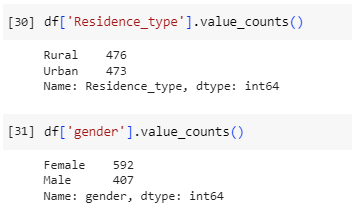 [30] df['Residence_type'].value_counts()
Rural 476
Urban 473
Name: Residence_type, dtype: int64
[31] df['gender'].value_counts()
Female 592
Male 407
Name: gender, dtype: int64